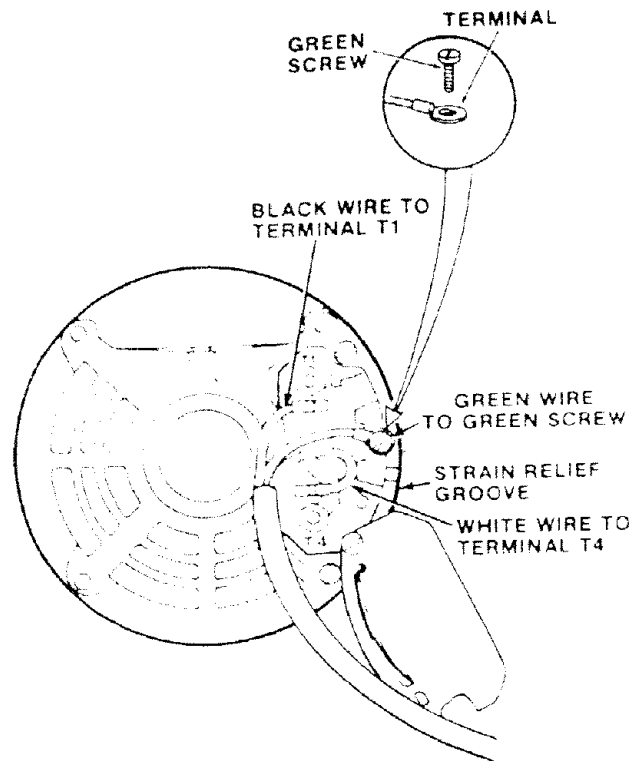 TERMINAL
GREEN
SCREW
BLACK WIRE TO
TERMINAL T1
GREEN WIRE
TO GREEN SCREW
STRAIN RELIEF
GROOVE
WHITE WIRE TO
TERMINAL T4